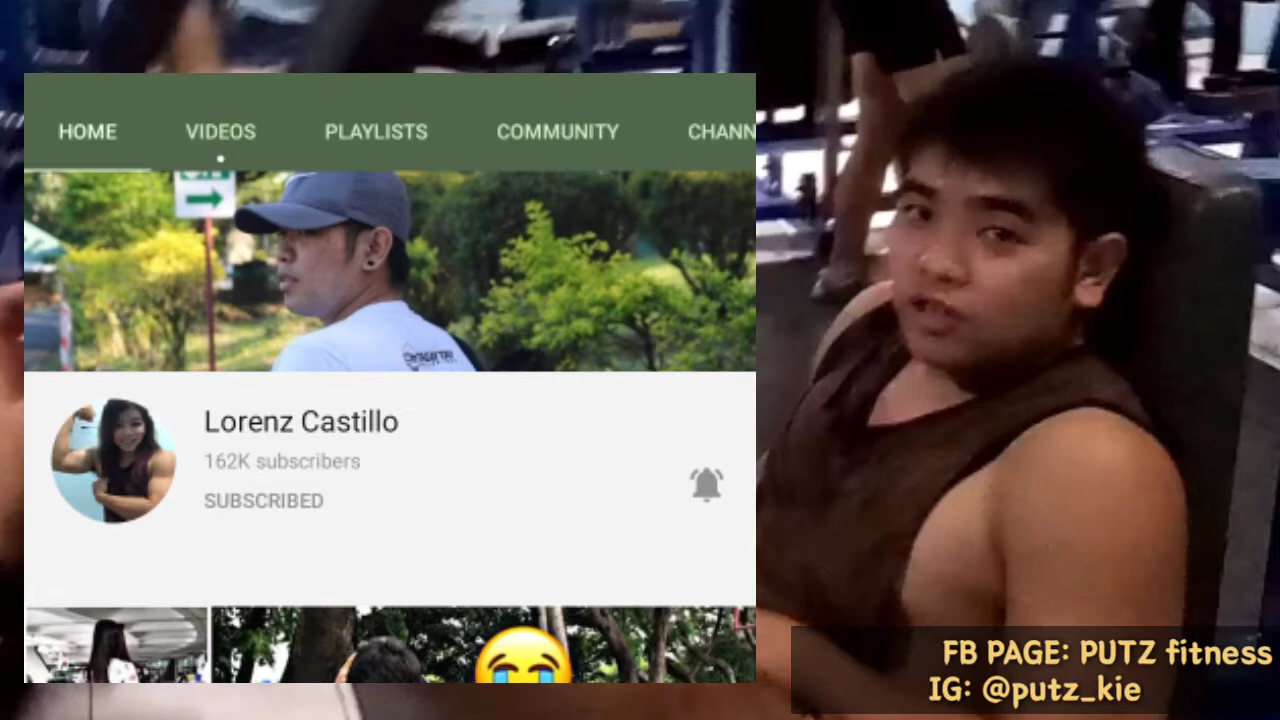 HOME VIDEOS PLAYLISTS COMMUNITY CHANN
Lorenz Castillo
162K subscribers
SUBSCRIBED
FB PAGE: PUTZ fitness
IG: @putz_kie